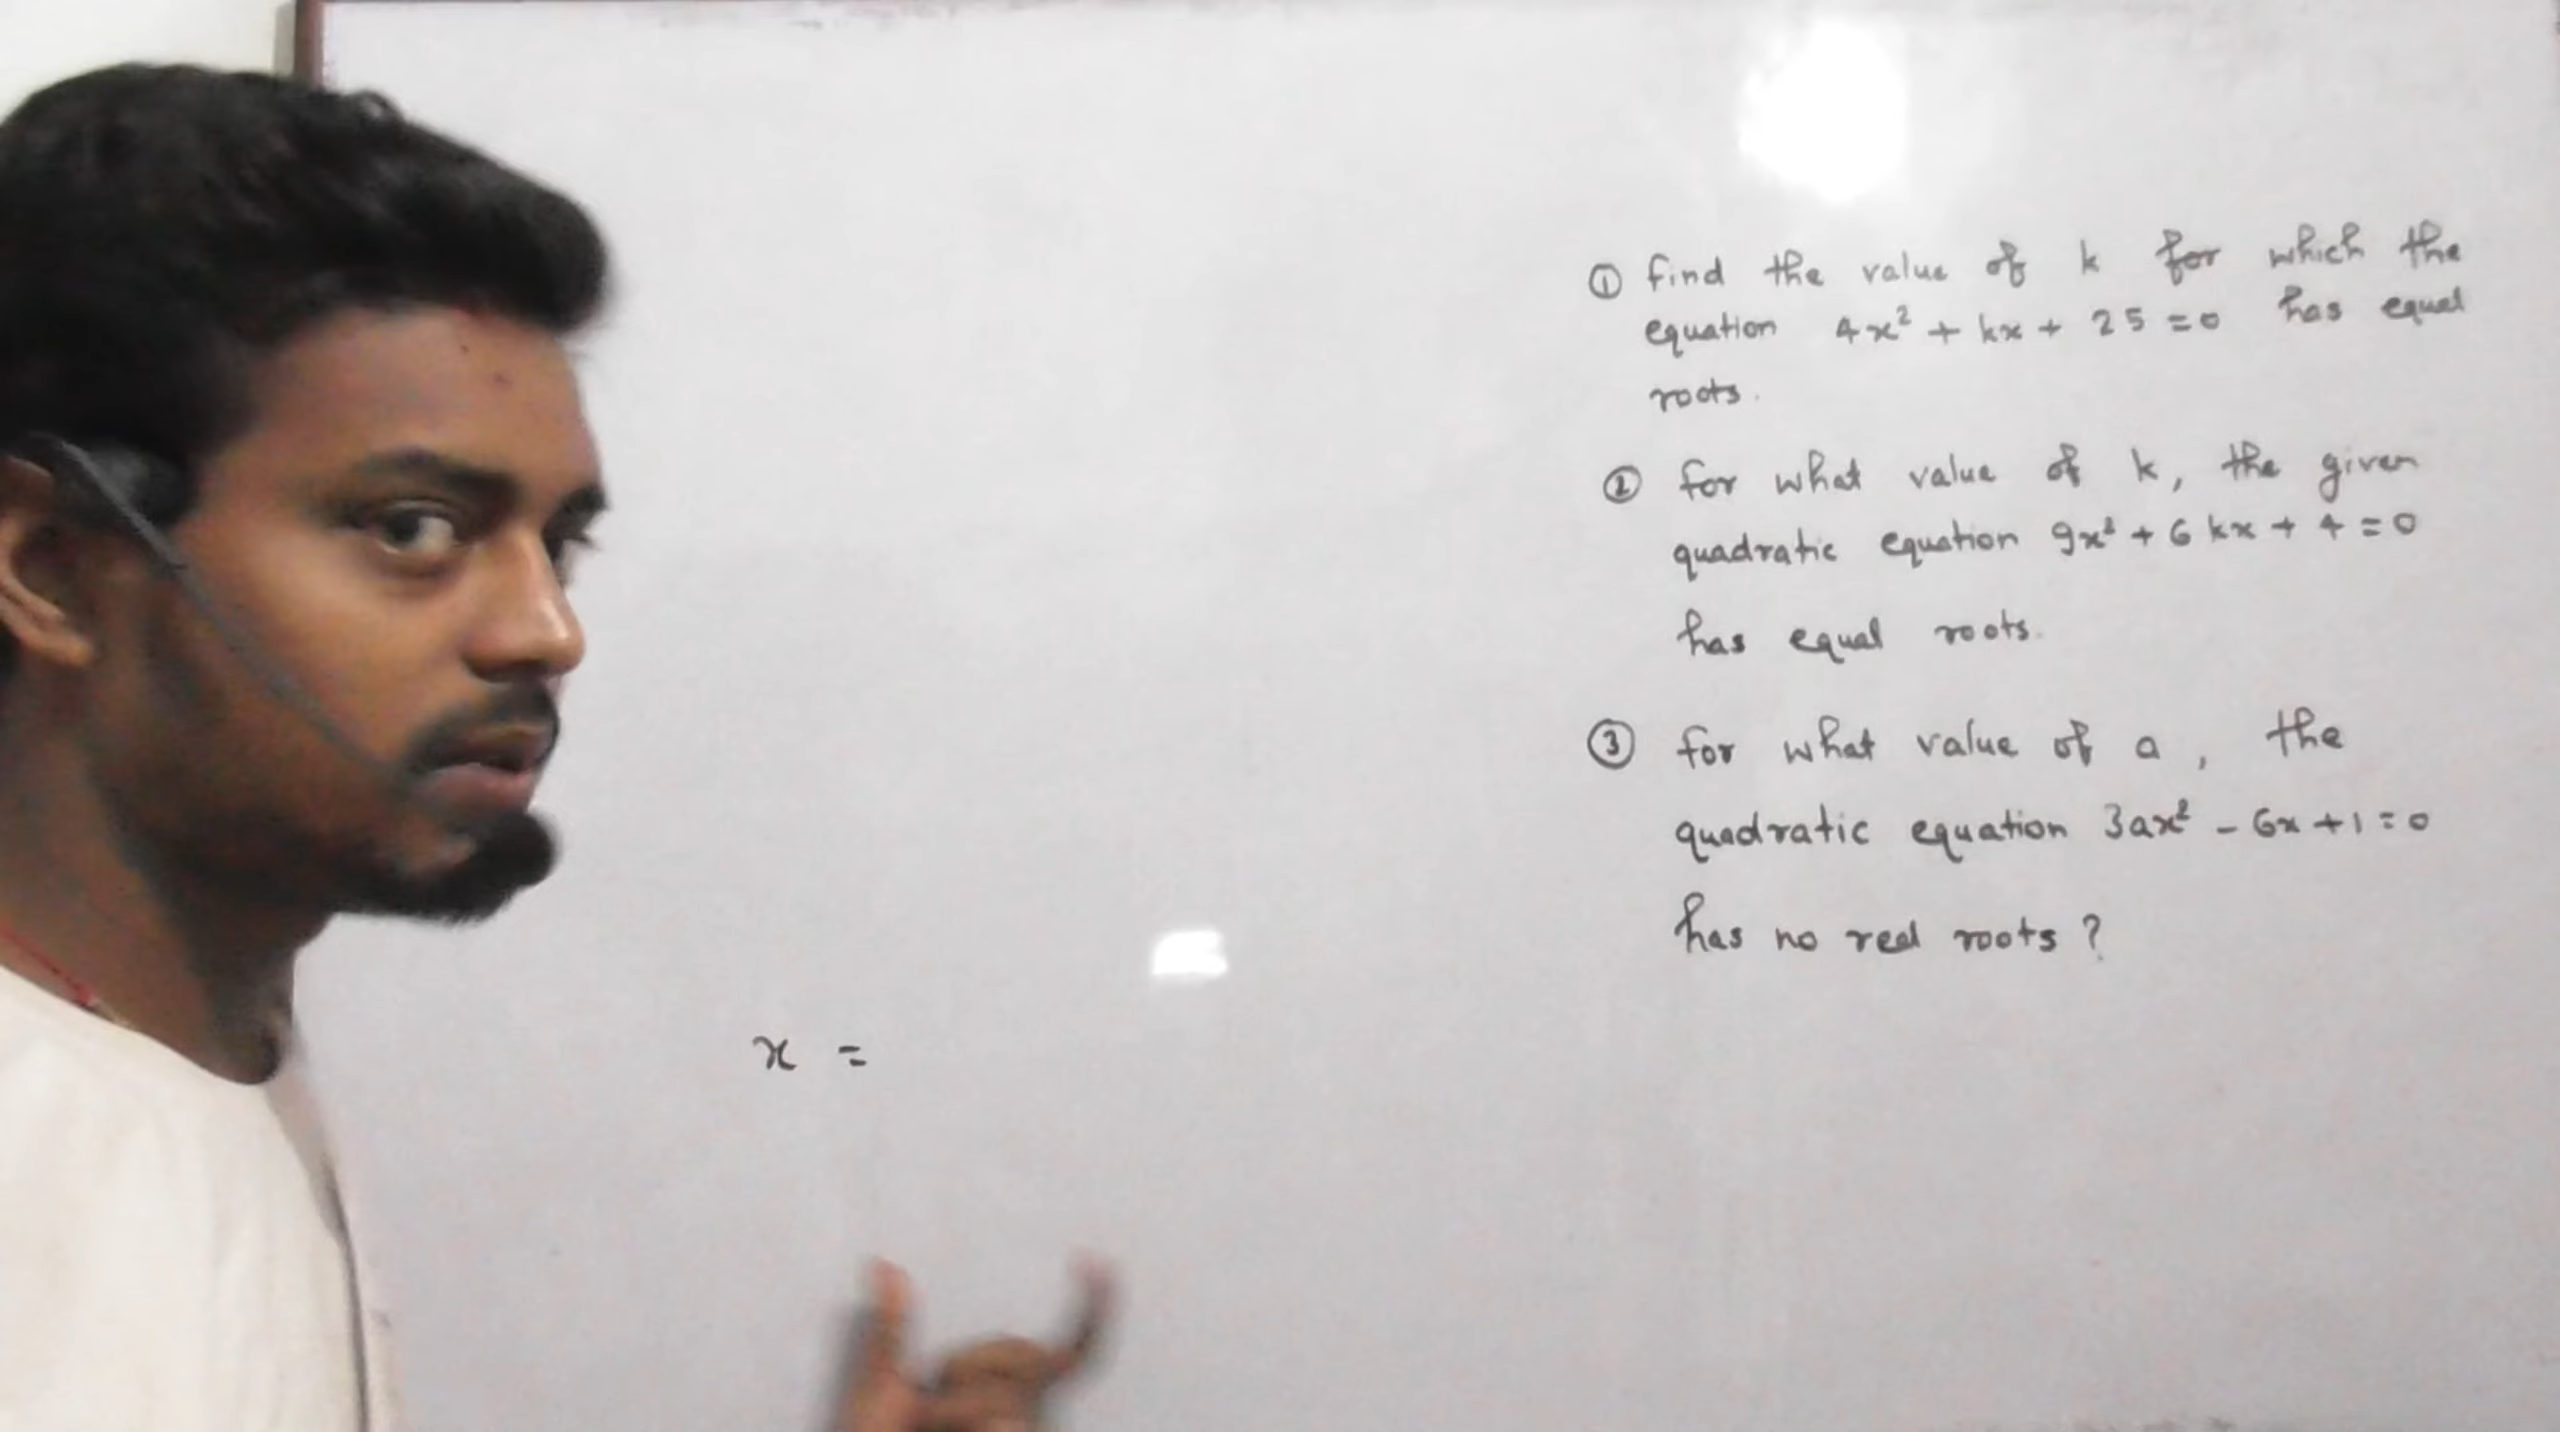 ① find the value of k for which the
equation 4x² + kx + 25 = 0 has equal
roots.
② for what value of k, the given
quadratic equation 9x² + 6 kx + 4 = 0
has equal roots.
③ for what value of a, the
quadratic equation 3ax² - 6x + 1 = 0
has no real roots?
x =